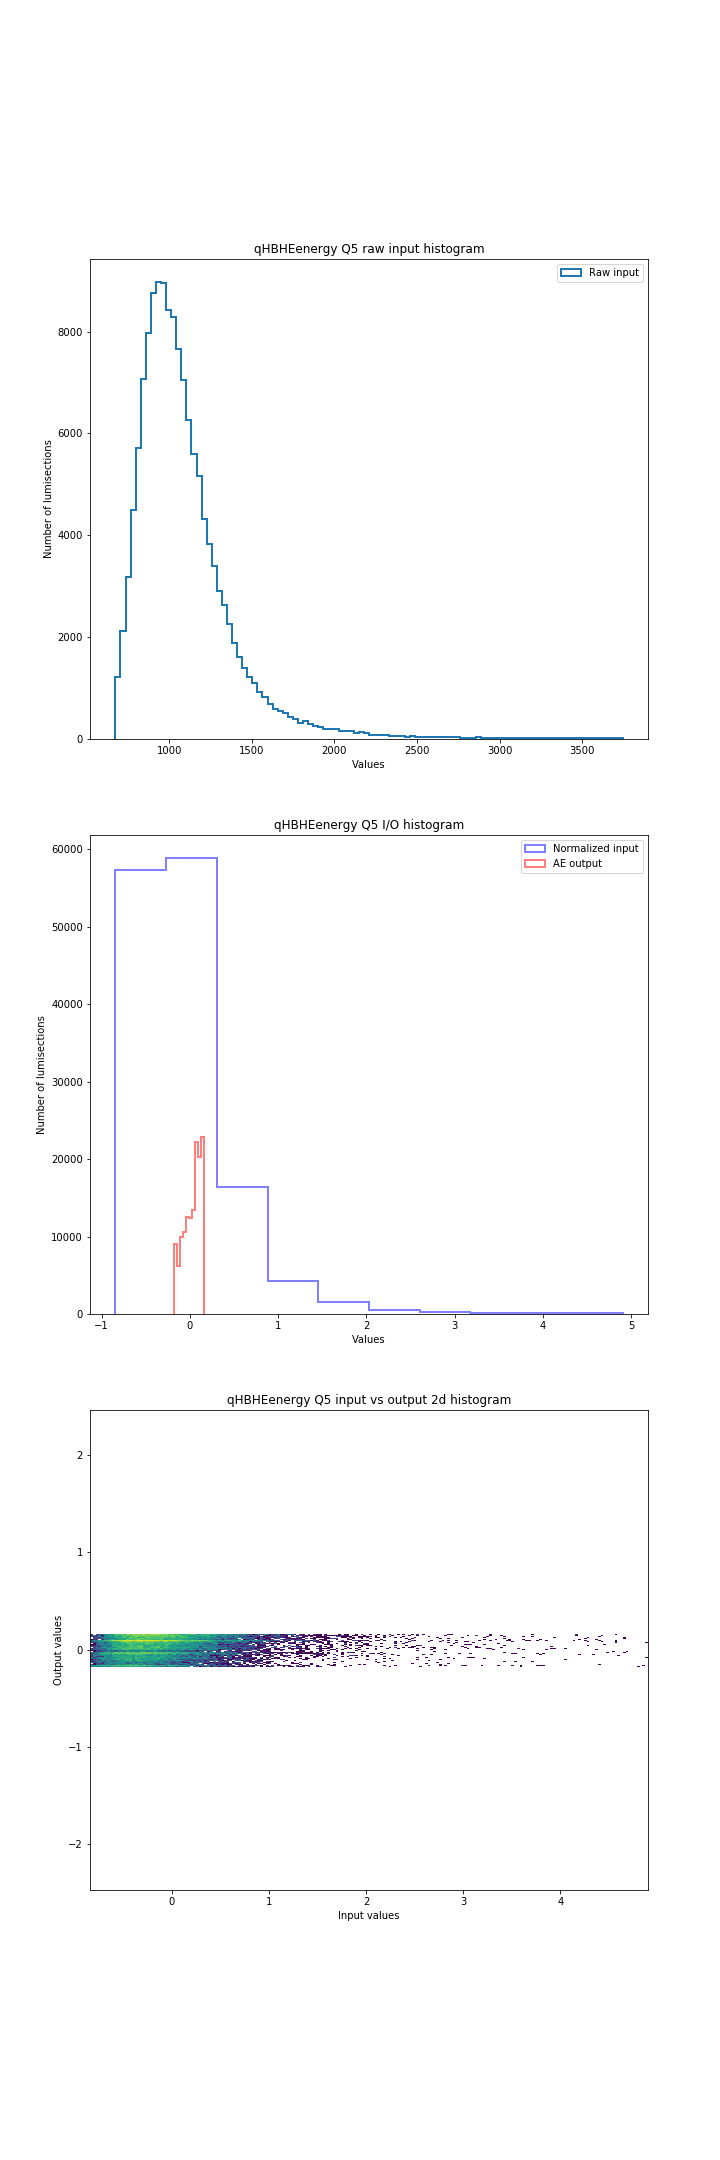 qHBHEenergy Q5 raw input histogram
Raw input
8000
6000
4000
2000
0
Number of lumisections
1000 1500 2000 2500 3000 3500
Values
qHBHEenergy Q5 I/O histogram
Normalized input
AE output
60000
50000
40000
30000
20000
10000
0
Number of lumisections
−1 0 1 2 3 4 5
Values
qHBHEenergy Q5 input vs output 2d histogram
2
1
0
−1
−2
Output values
0 1 2 3 4
Input values